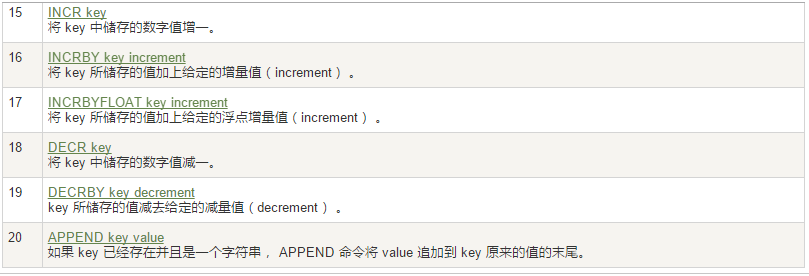 15 INCR key
将 key 中储存的数字值增一。
16 INCRBY key increment
将 key 所储存的值加上给定的增量值（increment）。
17 INCRBYFLOAT key increment
将 key 所储存的值加上给定的浮点增量值（increment）。
18 DECR key
将 key 中储存的数字值减一。
19 DECRBY key decrement
key 所储存的值减去给定的减量值（decrement）。
20 APPEND key value
如果 key 已经存在并且是一个字符串， APPEND 命令将 value 追加到 key 原来的值的末尾。